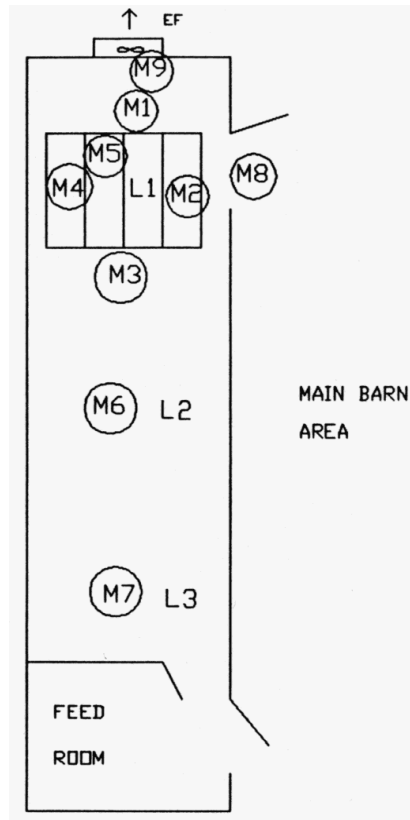 EF
M9
M1
M5
M4 L1 M2 M8
M3
M6 L2
MAIN BARN
AREA
M7 L3
FEED
ROOM